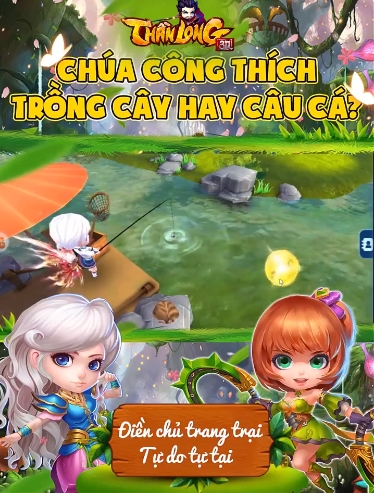 THẦN LONG
3D!
CHÚA CÔNG THÍCH
TRỒNG CÂY HAY CÂU CÁ?
Điền chủ trang trại
Tự do tự tại